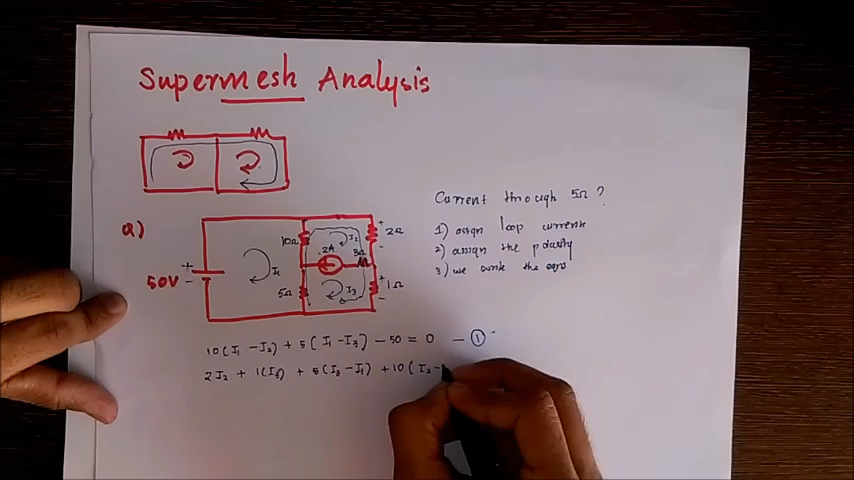 Supermesh Analysis
Current through 5Ω ?
1) assign loop currents
2) assign the polarity
3) we write the eqns
Q)
50V
+
-
10Ω
5Ω
I1
2A
I2
3Ω
I3
+
2Ω
-
+
1Ω
-
10(I1 - I2) + 5(I1 - I3) - 50 = 0 - ①
2I2 + 1(I3) + 5(I3 - I1) + 10(I2 -